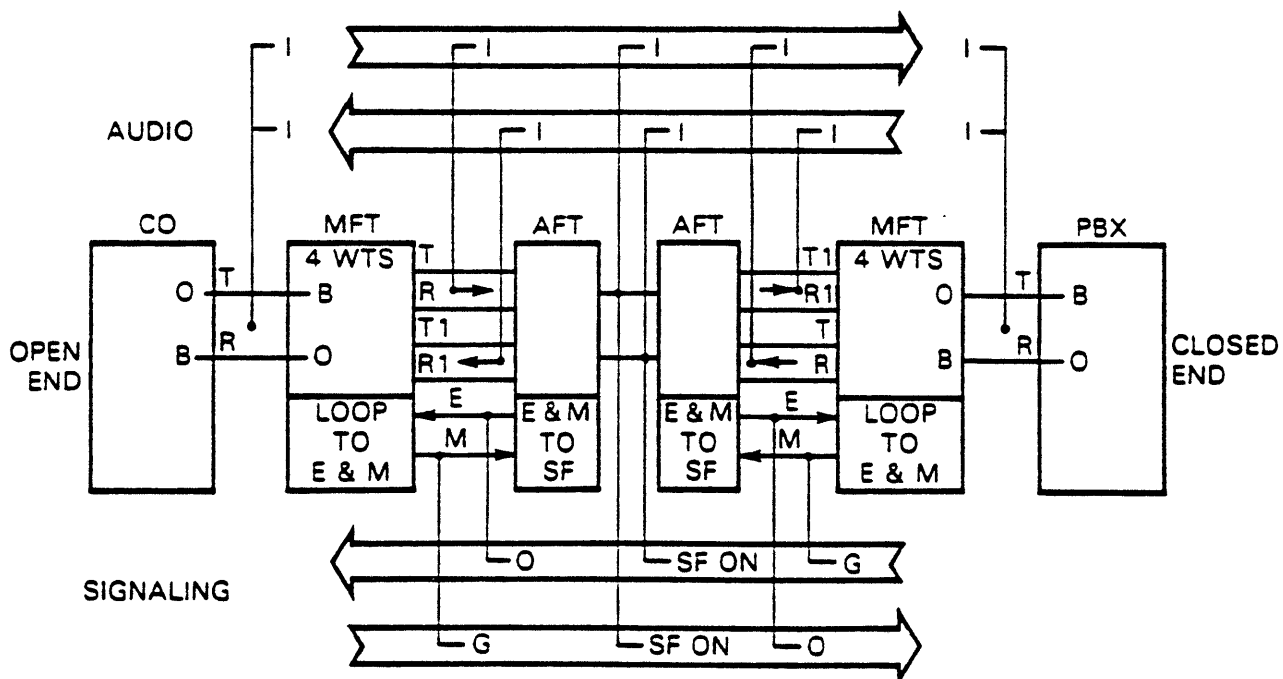 I I I I I
AUDIO I I I I I
CO MFT AFT AFT MFT PBX
4 WTS T T1 4 WTS
O T B R R1 O T B
T1 T
OPEN END B R O R1 R B R O CLOSED END
LOOP TO E & M E E & M TO SF E & M TO SF E LOOP TO E & M
M M
O SF ON G
SIGNALING
G SF ON O